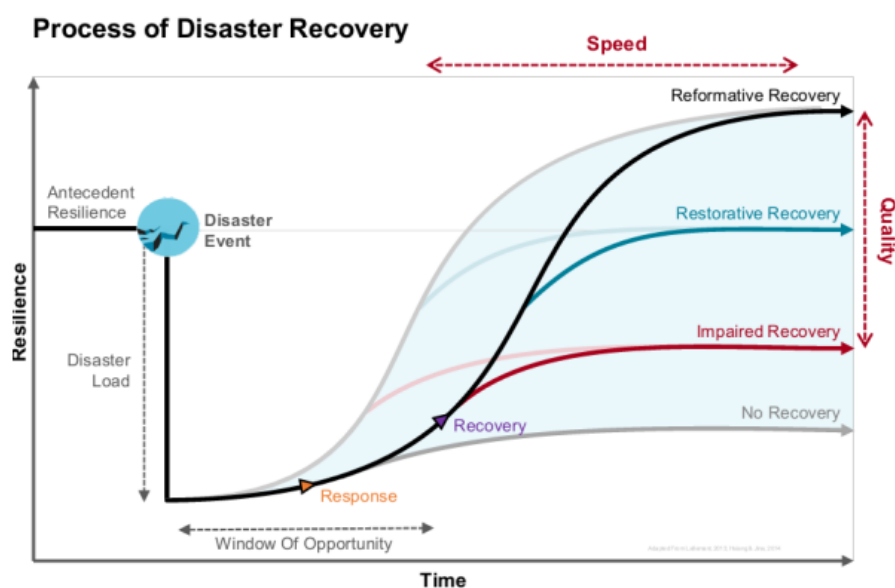 Process of Disaster Recovery
Speed
Reformative Recovery
Antecedent
Resilience
Disaster
Event
Restorative Recovery
Quality
Resilience
Impaired Recovery
Disaster
Load
No Recovery
Recovery
Response
Window Of Opportunity
Time